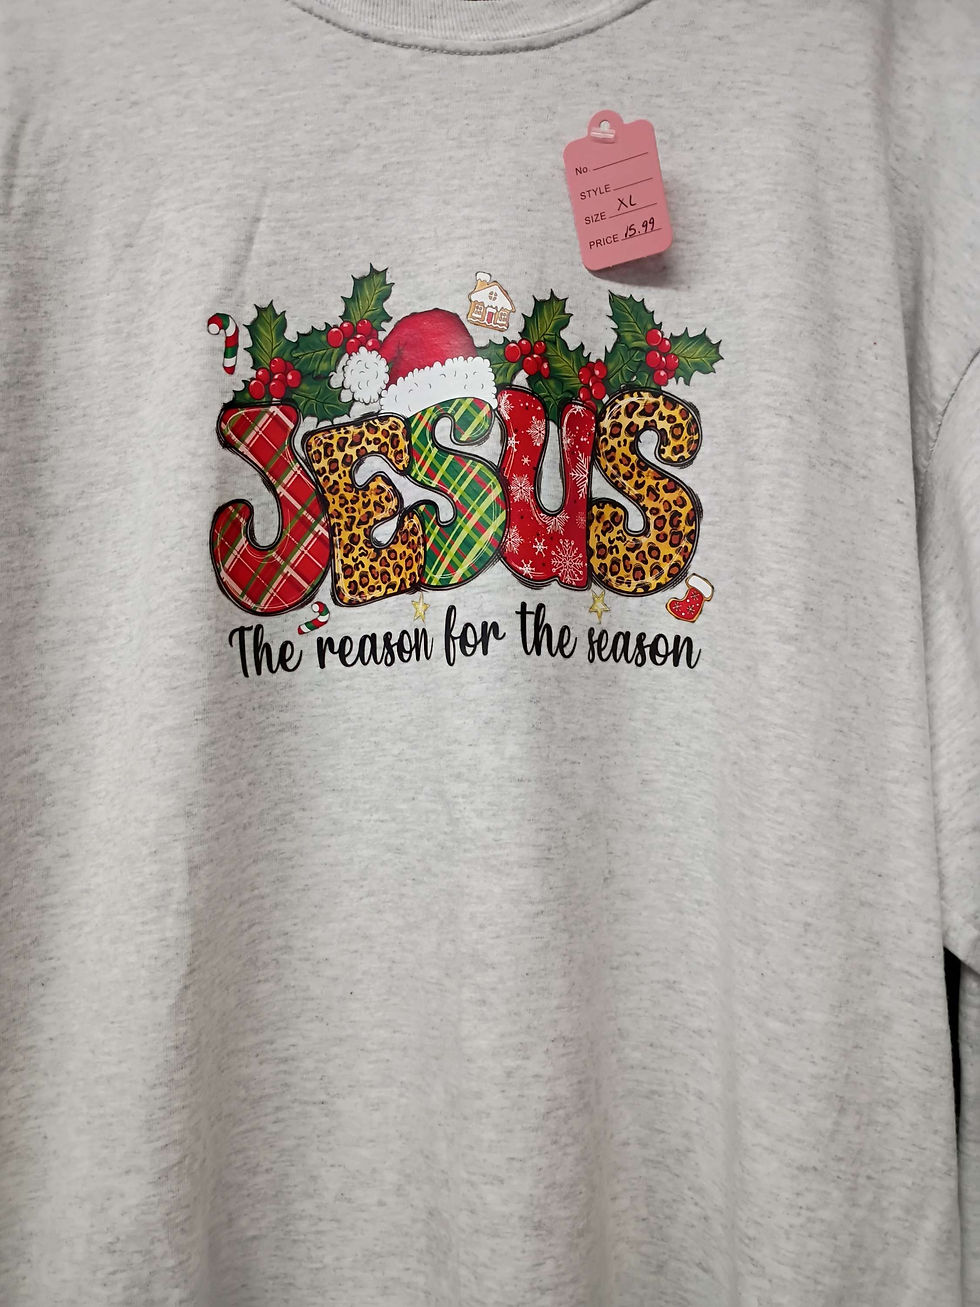 No.
STYLE
SIZE XL
PRICE 15.99
JESUS
The reason for the season